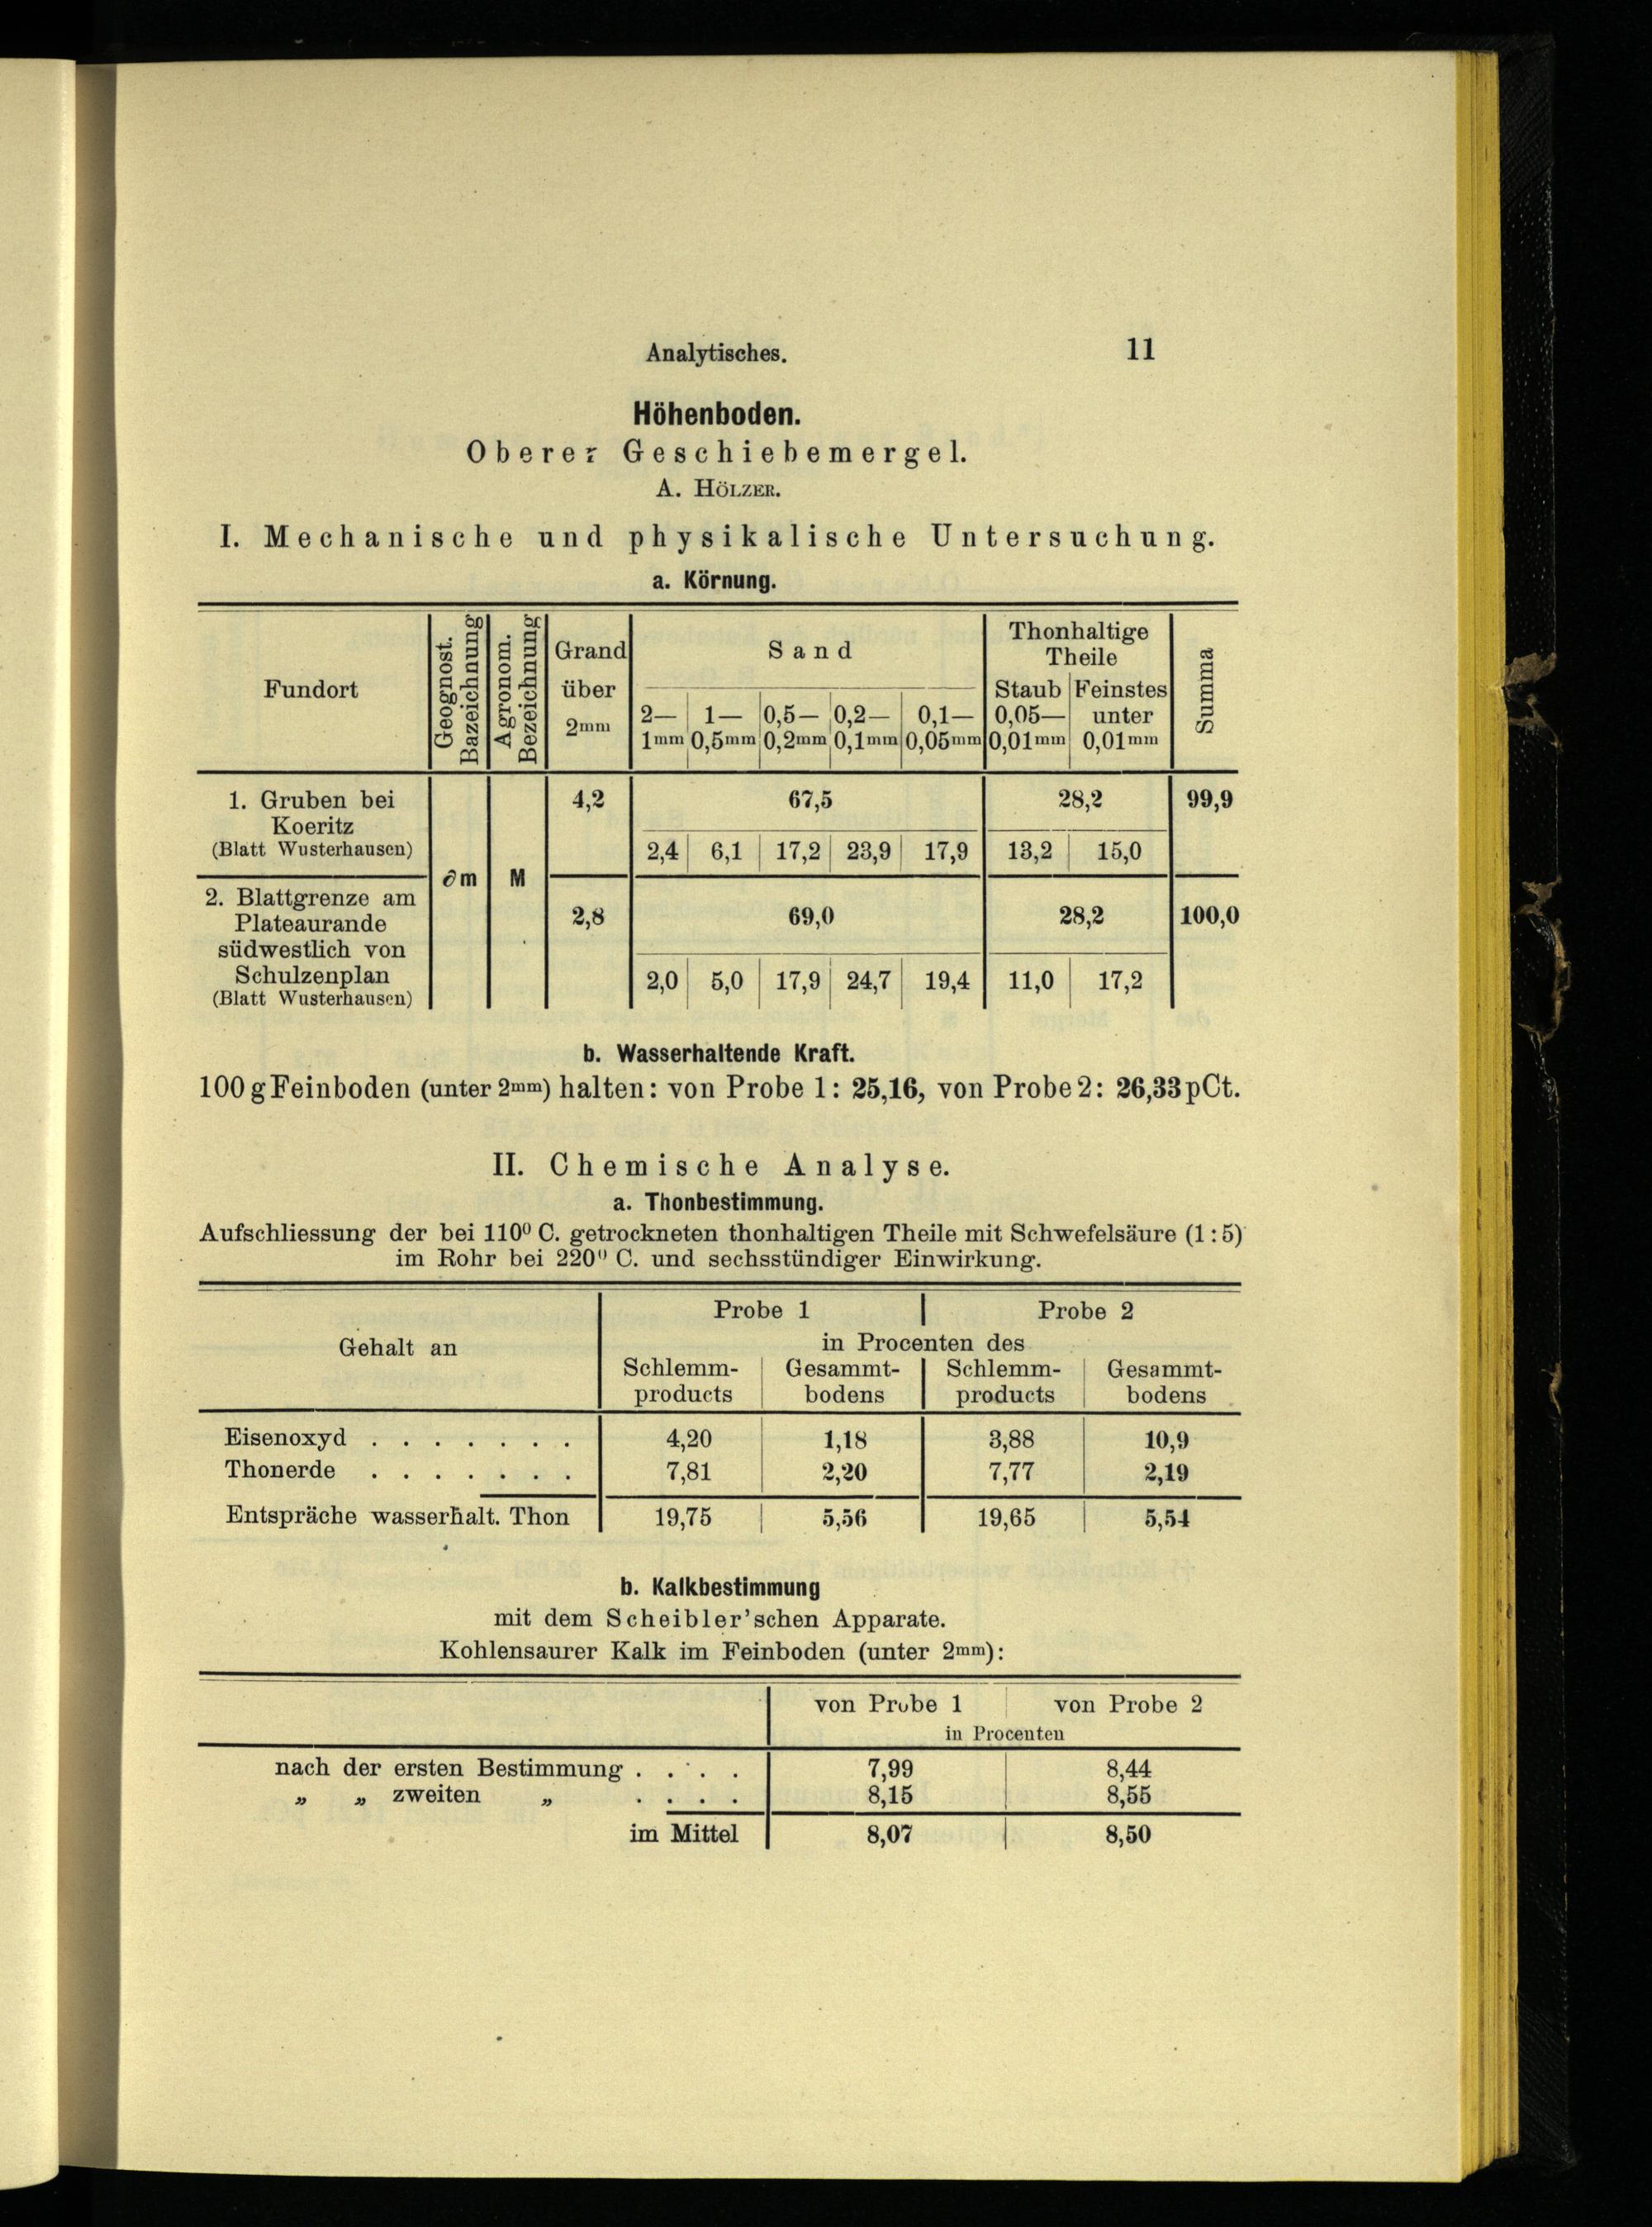 Analytisches. 11
Höhenboden.
Oberer Geschiebemergel.
A. HÖLZER.
I. Mechanische und physikalische Untersuchung.
a. Körnung.
Fundort
Geognost. Bazeichnung
Agronom. Bezeichnung
Grand über 2mm
Sand
2— 1mm
1— 0,5mm
0,5— 0,2mm
0,2— 0,1mm
0,1— 0,05mm
Thonhaltige Theile
Staub 0,05— 0,01mm
Feinstes unter 0,01mm
Summa
1. Gruben bei Koeritz (Blatt Wusterhausen)
∂m M
4,2 67,5 28,2 99,9
2,4 6,1 17,2 23,9 17,9 13,2 15,0
2. Blattgrenze am Plateaurande südwestlich von Schulzenplan (Blatt Wusterhausen)
2,8 69,0 28,2 100,0
2,0 5,0 17,9 24,7 19,4 11,0 17,2
b. Wasserhaltende Kraft.
100 g Feinboden (unter 2mm) halten: von Probe 1: 25,16, von Probe 2: 26,33 pCt.
II. Chemische Analyse.
a. Thonbestimmung.
Aufschliessung der bei 110⁰ C. getrockneten thonhaltigen Theile mit Schwefelsäure (1:5)
im Rohr bei 220⁰ C. und sechsstündiger Einwirkung.
Gehalt an
Probe 1 Probe 2
in Procenten des
Schlemm- Gesammt- Schlemm- Gesammt-
products bodens products bodens
Eisenoxyd . . . . . . . 4,20 1,18 3,88 10,9
Thonerde . . . . . . . 7,81 2,20 7,77 2,19
Entspräche wasserhalt. Thon 19,75 5,56 19,65 5,54
b. Kalkbestimmung
mit dem Scheibler'schen Apparate.
Kohlensaurer Kalk im Feinboden (unter 2mm):
von Probe 1 von Probe 2
in Procenten
nach der ersten Bestimmung . . . . 7,99 8,44
„ „ zweiten „ . . . . 8,15 8,55
im Mittel 8,07 8,50